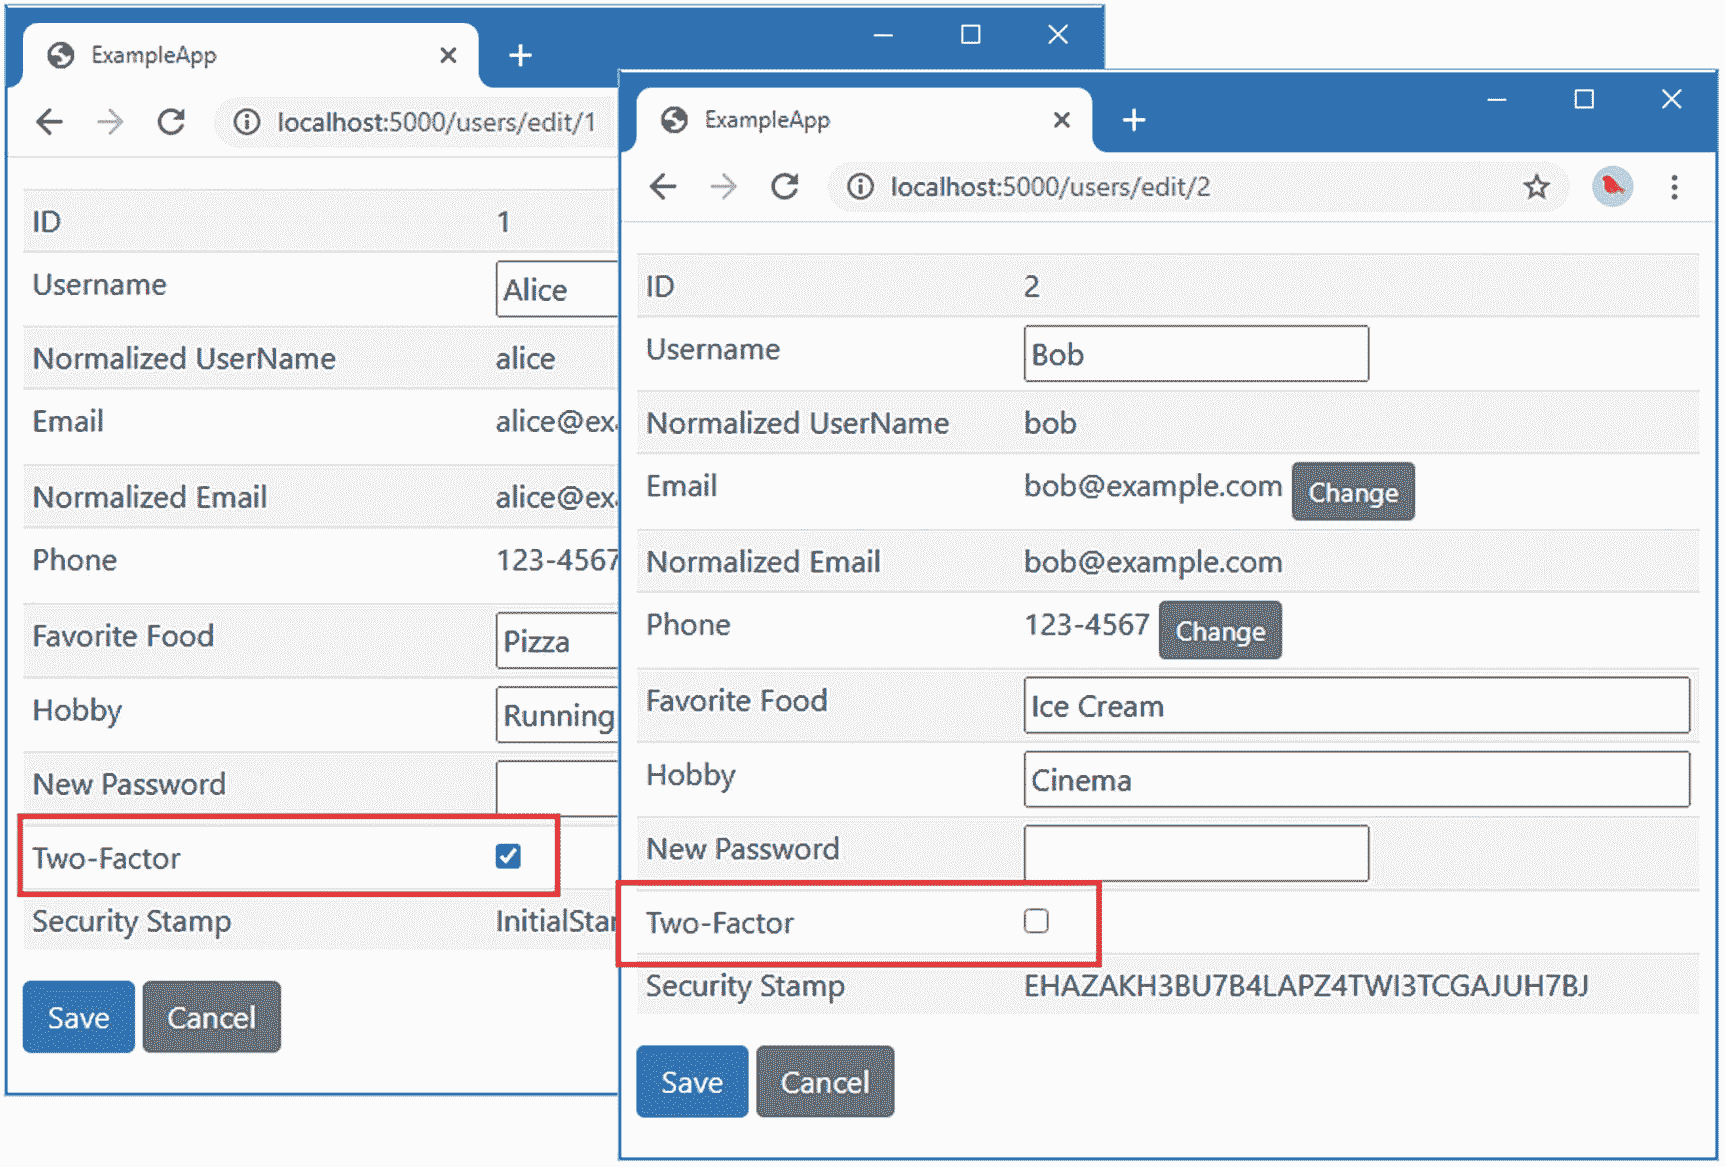 ExampleApp
localhost:5000/users/edit/1
ID 1
Username Alice
Normalized UserName alice
Email alice@exa
Normalized Email alice@exa
Phone 123-4567
Favorite Food Pizza
Hobby Running
New Password
Two-Factor
Security Stamp InitialStar
Save Cancel
ExampleApp
localhost:5000/users/edit/2
ID 2
Username Bob
Normalized UserName bob
Email bob@example.com Change
Normalized Email bob@example.com
Phone 123-4567 Change
Favorite Food Ice Cream
Hobby Cinema
New Password
Two-Factor
Security Stamp EHAZAKH3BU7B4LAPZ4TWI3TCGAJUH7BJ
Save Cancel